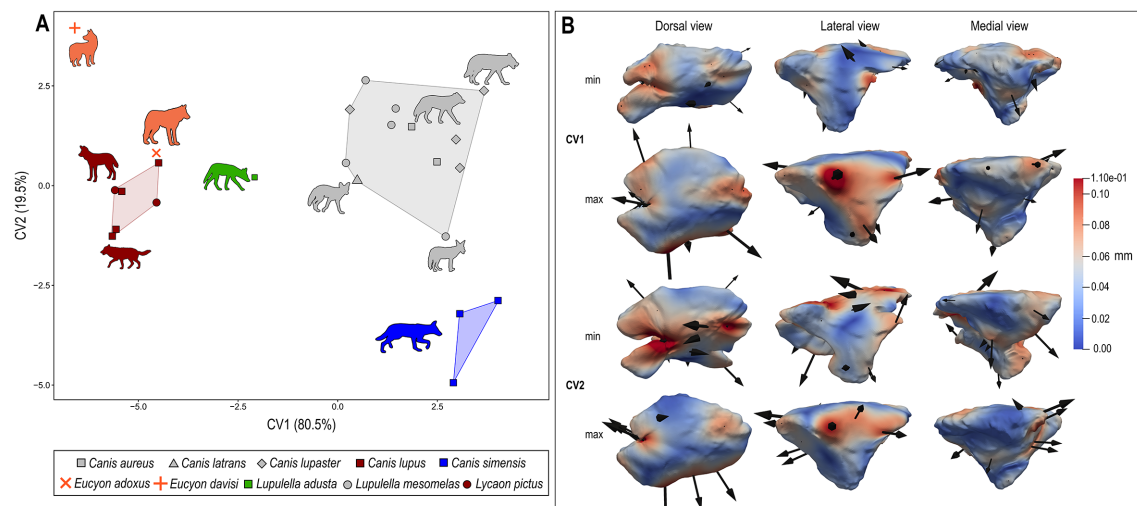 A
2.5
0.0
−2.5
−5.0
CV2 (19.5%)
−5.0 −2.5 0.0 2.5
CV1 (80.5%)
Canis aureus Canis latrans Canis lupaster Canis lupus Canis simensis
Eucyon adoxus Eucyon davisi Lupulella adusta Lupulella mesomelas Lycaon pictus
B
Dorsal view Lateral view Medial view
min
CV1
max
min
CV2
max
1.10e-01
0.10
0.08
0.06 mm
0.04
0.02
0.00